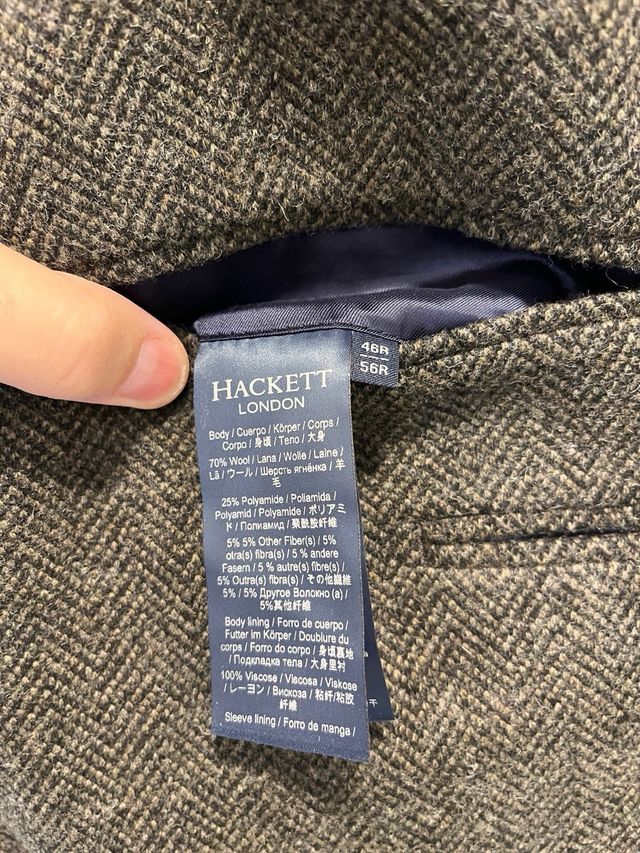 46R
56R
HACKETT
LONDON
Body / Cuerpo / Körper / Corps /
Corpo / 身頃 / Тело / 大身
70% Wool / Lana / Wolle / Laine /
Lã / ウール / Шерсть ягнёнка / 羊
毛
25% Polyamide / Poliamida /
Polyamid / Polyamide / ポリアミ
ド / Полиамид / 聚酰胺纤维
5% 5% Other Fiber(s) / 5%
otra(s) fibra(s) / 5 % andere
Fasern / 5 % autre(s) fibre(s) /
5% Outre(s) fibra(s) / その他繊維
5% / 5% Другое Волокно (а) /
5%其他纤维
Body lining / Forro de cuerpo /
Futter im Körper / Doublure du
corps / Forro do corpo / 身頃裏地
/ Подкладка тела / 大身里衬
100% Viscose / Viscosa / Viskose
/ レーヨン / Вискоза / 粘纤/粘胶
纤维
Sleeve lining / Forro de manga /